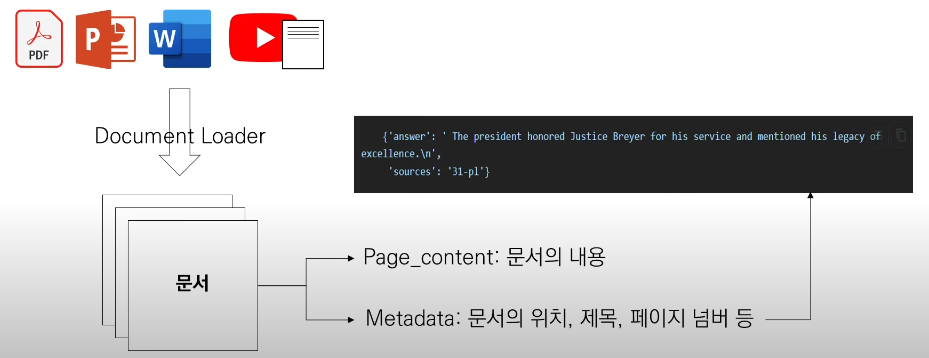 PDF
P
W
Document Loader
{'answer': ' The president honored Justice Breyer for his service and mentioned his legacy of
excellence.\n',
'sources': '31-pl'}
문서
Page_content: 문서의 내용
Metadata: 문서의 위치, 제목, 페이지 넘버 등